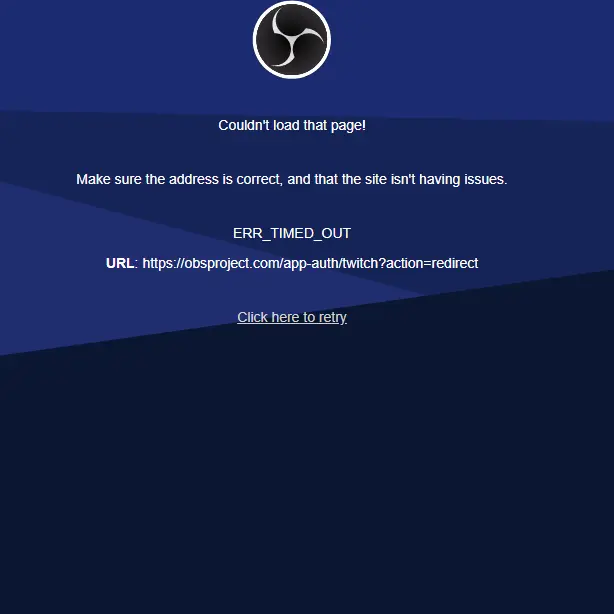 Couldn't load that page!
Make sure the address is correct, and that the site isn't having issues.
ERR_TIMED_OUT
URL: https://obsproject.com/app-auth/twitch?action=redirect
Click here to retry